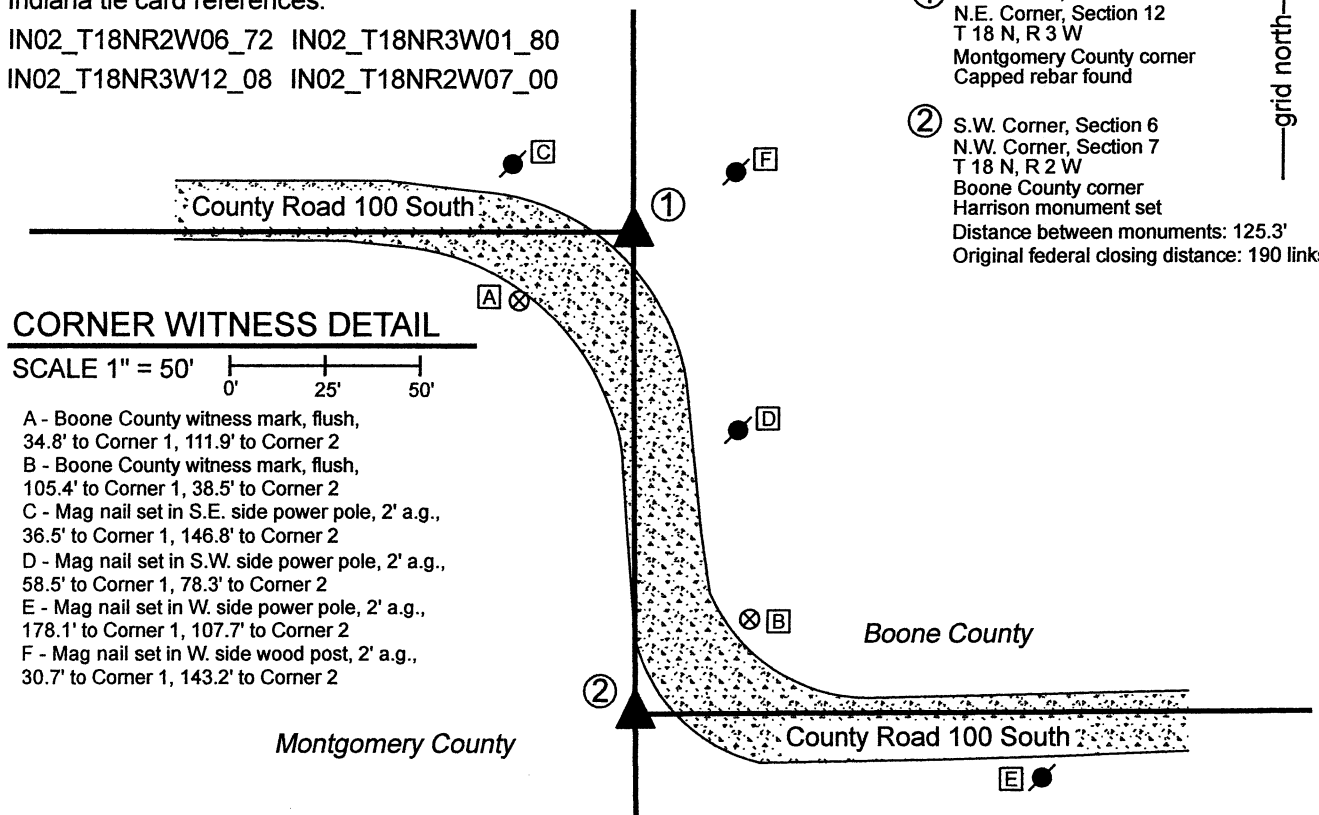 Indiana tie card references:
IN02_T18NR2W06_72 IN02_T18NR3W01_80
IN02_T18NR3W12_08 IN02_T18NR2W07_00
1
N.E. Corner, Section 12
T 18 N, R 3 W
Montgomery County corner
Capped rebar found
grid north
2
S.W. Corner, Section 6
N.W. Corner, Section 7
T 18 N, R 2 W
Boone County corner
Harrison monument set
Distance between monuments: 125.3'
Original federal closing distance: 190 links
C
F
County Road 100 South
1
A
CORNER WITNESS DETAIL
SCALE 1" = 50'
0' 25' 50'
A - Boone County witness mark, flush,
34.8' to Corner 1, 111.9' to Corner 2
B - Boone County witness mark, flush,
105.4' to Corner 1, 38.5' to Corner 2
C - Mag nail set in S.E. side power pole, 2' a.g.,
36.5' to Corner 1, 146.8' to Corner 2
D - Mag nail set in S.W. side power pole, 2' a.g.,
58.5' to Corner 1, 78.3' to Corner 2
E - Mag nail set in W. side power pole, 2' a.g.,
178.1' to Corner 1, 107.7' to Corner 2
F - Mag nail set in W. side wood post, 2' a.g.,
30.7' to Corner 1, 143.2' to Corner 2
D
B
Boone County
2
Montgomery County
County Road 100 South
E